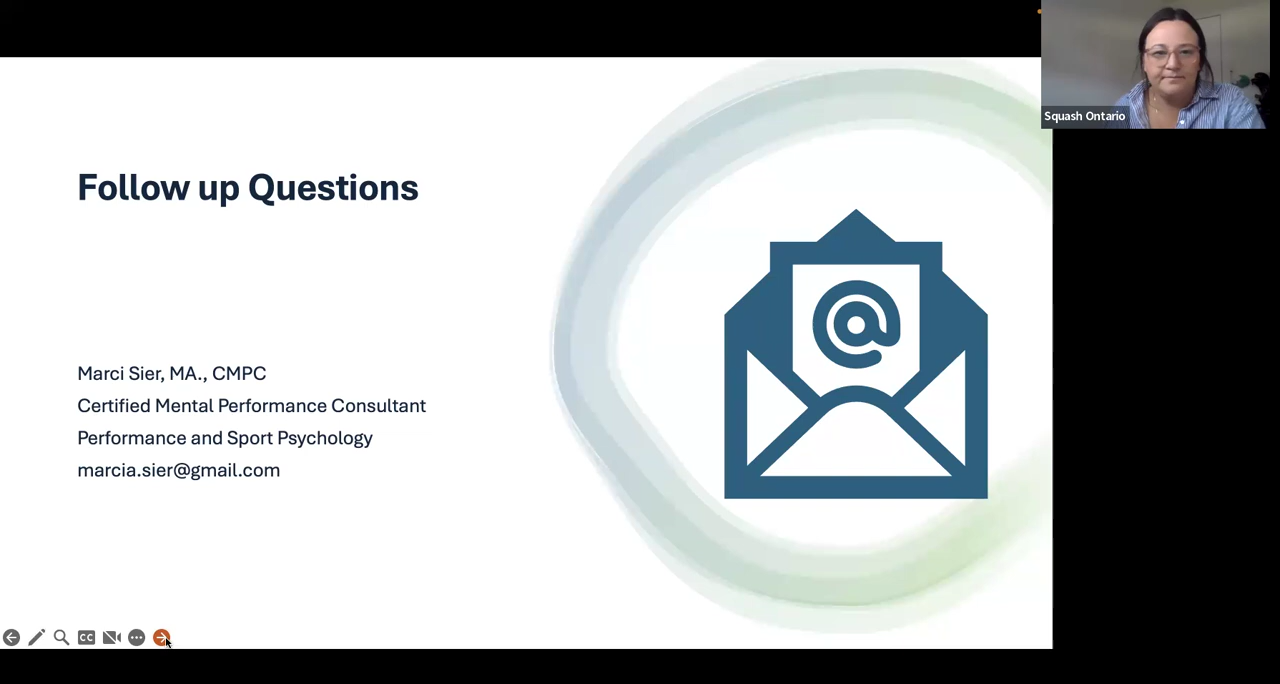 Squash Ontario
Follow up Questions
@
Marci Sier, MA., CMPC
Certified Mental Performance Consultant
Performance and Sport Psychology
marcia.sier@gmail.com
CC